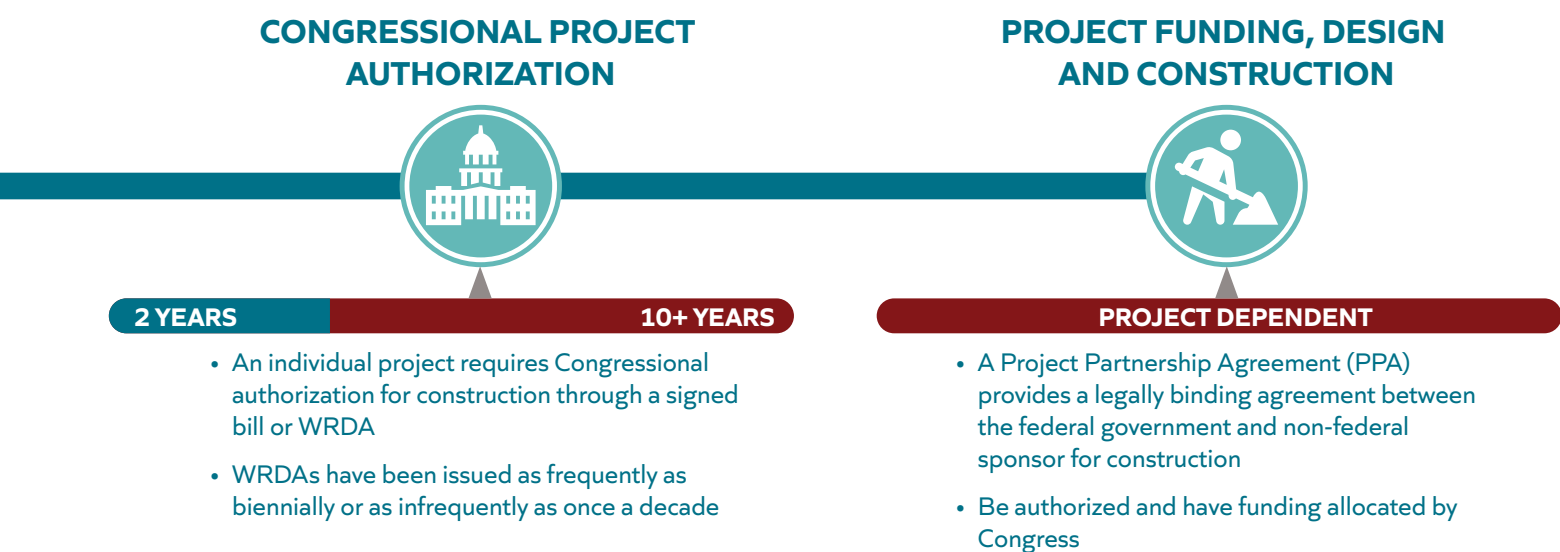 CONGRESSIONAL PROJECT
AUTHORIZATION
2 YEARS
10+ YEARS
• An individual project requires Congressional
authorization for construction through a signed
bill or WRDA
• WRDAs have been issued as frequently as
biennially or as infrequently as once a decade
PROJECT FUNDING, DESIGN
AND CONSTRUCTION
PROJECT DEPENDENT
• A Project Partnership Agreement (PPA)
provides a legally binding agreement between
the federal government and non-federal
sponsor for construction
• Be authorized and have funding allocated by
Congress